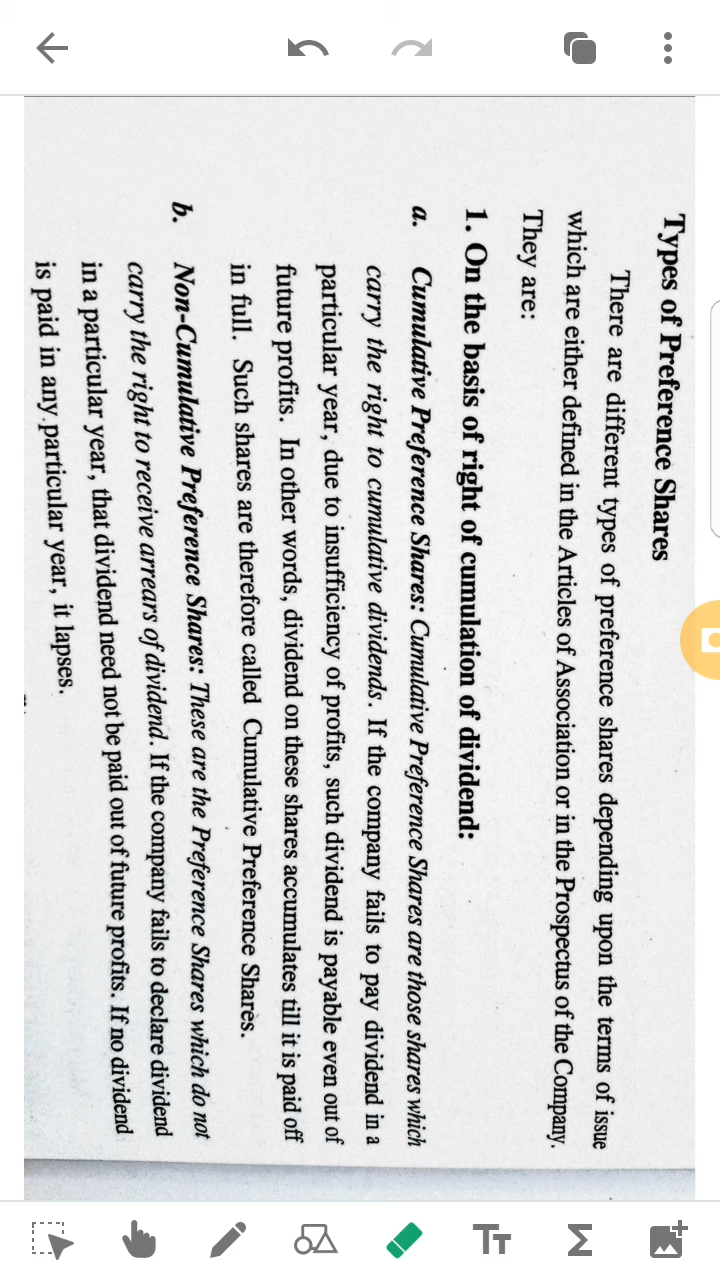 Types of Preference Shares
There are different types of preference shares depending upon the terms of issue
which are either defined in the Articles of Association or in the Prospectus of the Company.
They are:
1. On the basis of right of cumulation of dividend:
a. Cumulative Preference Shares: Cumulative Preference Shares are those shares which
carry the right to cumulative dividends. If the company fails to pay dividend in a
particular year, due to insufficiency of profits, such dividend is payable even out of
future profits. In other words, dividend on these shares accumulates till it is paid off
in full. Such shares are therefore called Cumulative Preference Shares.
b. Non-Cumulative Preference Shares: These are the Preference Shares which do not
carry the right to receive arrears of dividend. If the company fails to declare dividend
in a particular year, that dividend need not be paid out of future profits. If no dividend
is paid in any particular year, it lapses.